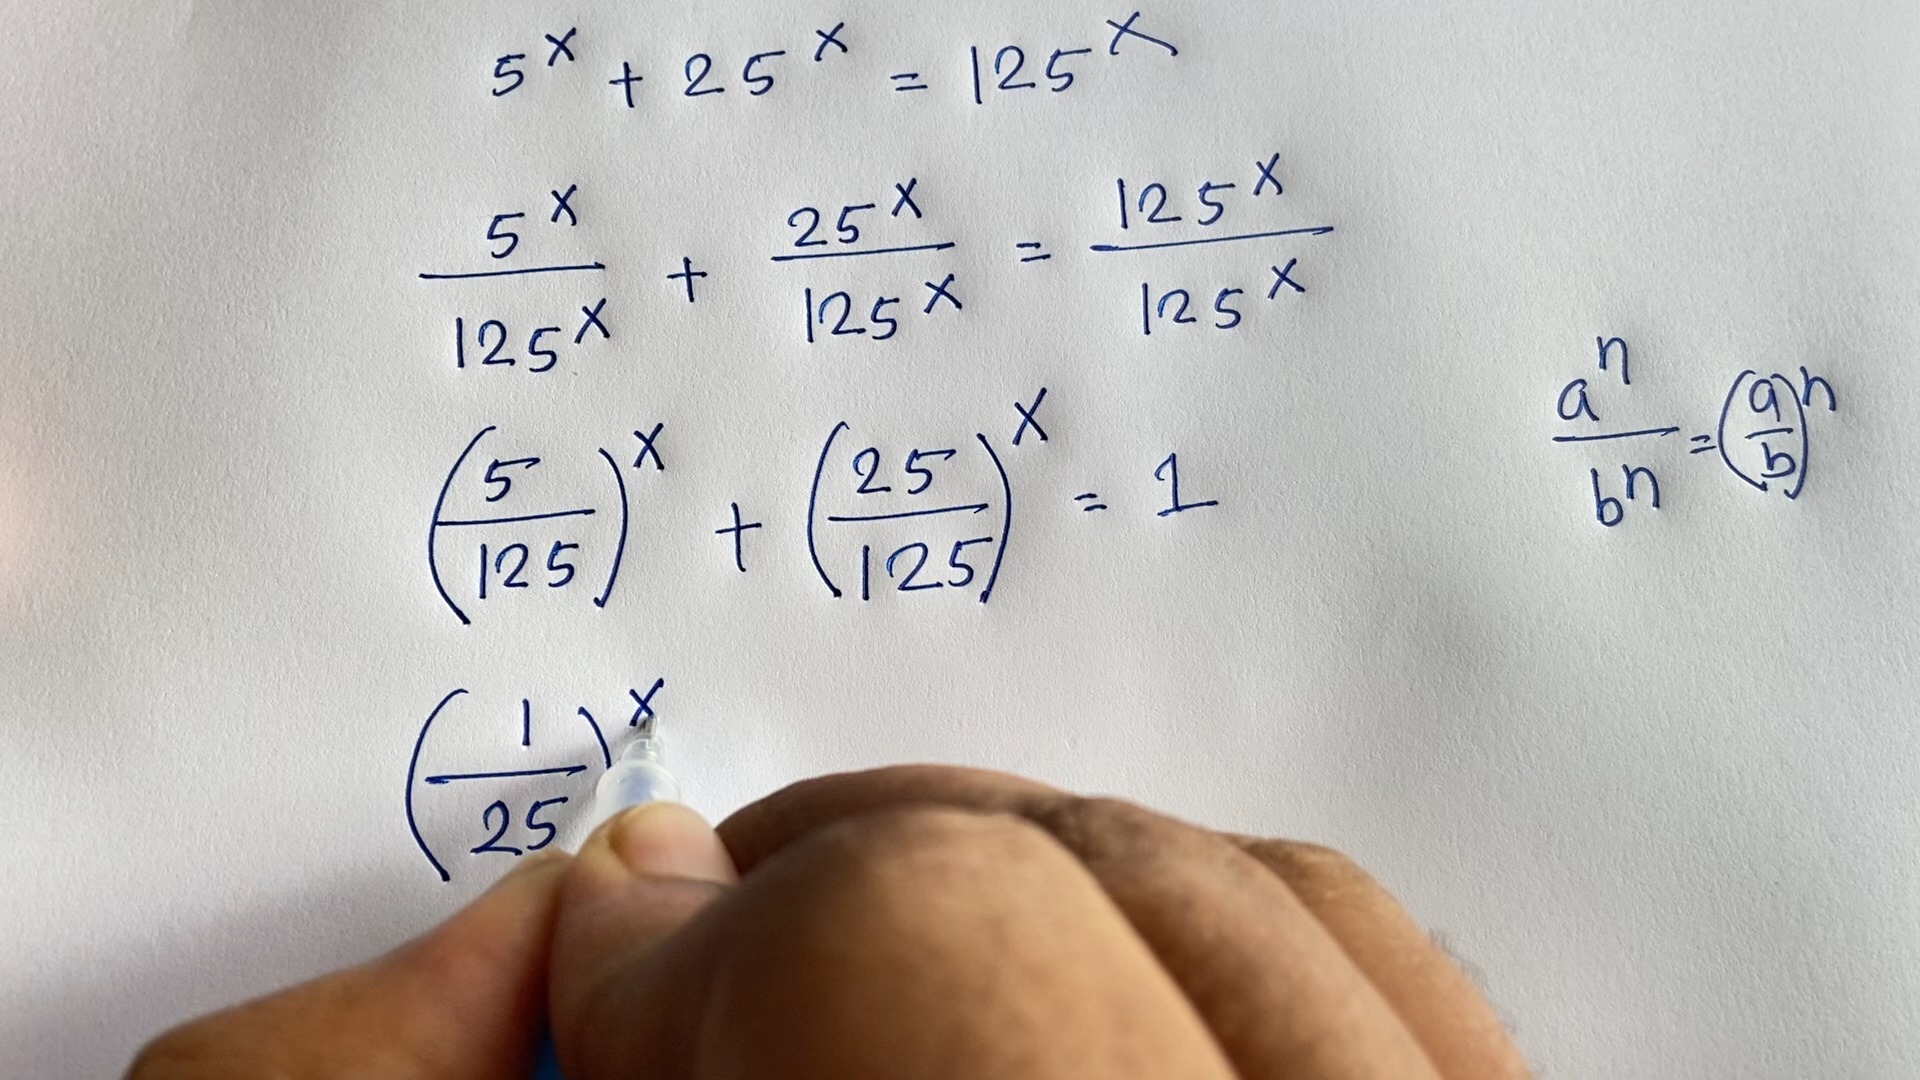 5^x + 25^x = 125^x
5^x/125^x + 25^x/125^x = 125^x/125^x
(5/125)^x + (25/125)^x = 1
a^n/b^n = (a/b)^n
(1/25)^x